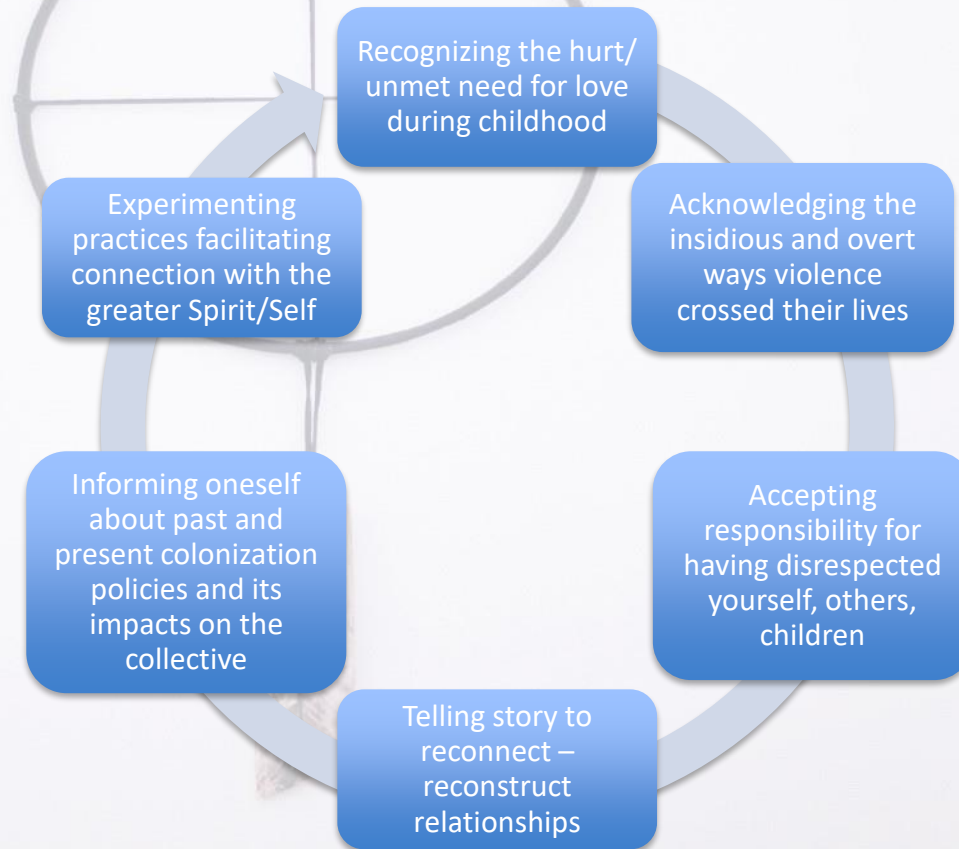 Recognizing the hurt/
unmet need for love
during childhood
Acknowledging the
insidious and overt
ways violence
crossed their lives
Accepting
responsibility for
having disrespected
yourself, others,
children
Telling story to
reconnect –
reconstruct
relationships
Informing oneself
about past and
present colonization
policies and its
impacts on the
collective
Experimenting
practices facilitating
connection with the
greater Spirit/Self